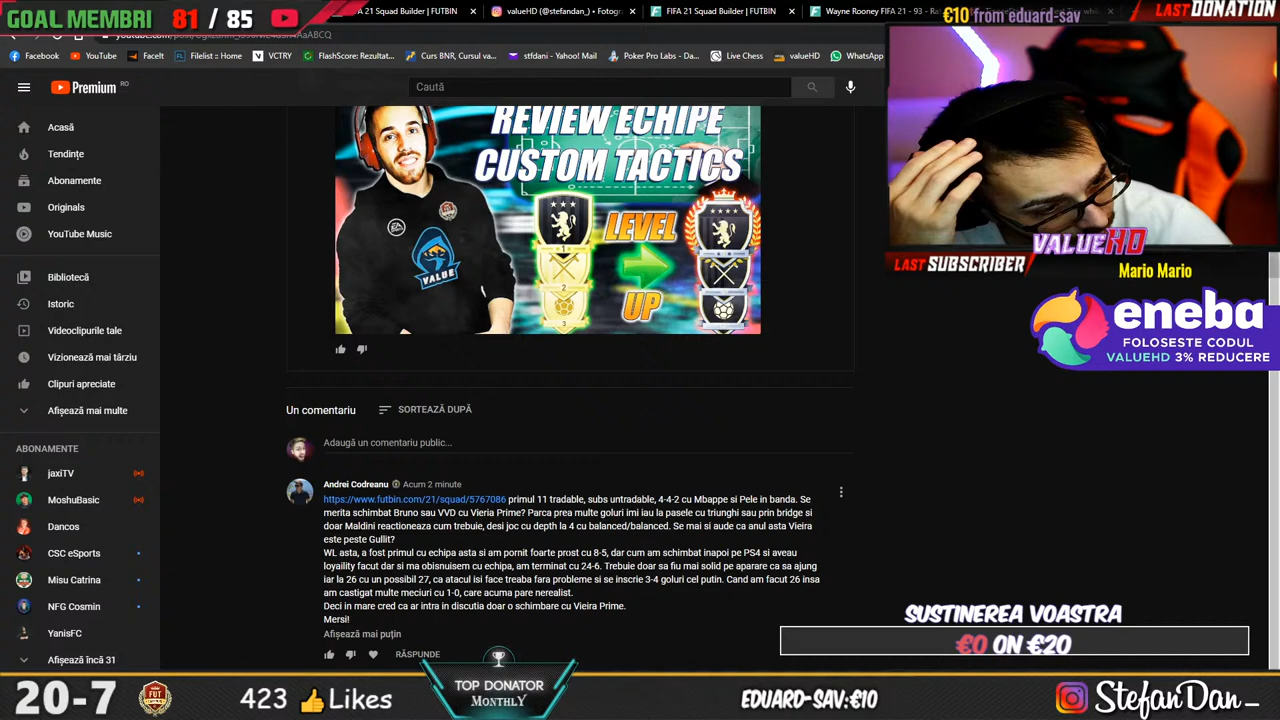 GOAL MEMBRI 81 / 85
FIFA 21 Squad Builder | FUTBIN
valueHD (@stefandan_) • Fotogr
FIFA 21 Squad Builder | FUTBIN
Wayne Rooney FIFA 21 - 93 - Ra
€10 from eduard-sav
LAST DONATION
Facebook
YouTube
FaceIt
Filelist :: Home
VCTRY
FlashScore: Rezultat...
Curs BNR, Cursul va...
stfdani - Yahoo! Mail
Poker Pro Labs - Da...
Live Chess
valueHD
WhatsApp
Premium RO
Caută
Acasă
Tendințe
Abonamente
Originals
YouTube Music
Bibliotecă
Istoric
Videoclipurile tale
Vizionează mai târziu
Clipuri apreciate
Afișează mai multe
ABONAMENTE
jaxiTV
MoshuBasic
Dancos
CSC eSports
Misu Catrina
NFG Cosmin
YanisFC
Afișează încă 31
REVIEW ECHIPE
CUSTOM TACTICS
LEVEL
UP
EA
VALUE
1
2
3
Un comentariu
SORTEAZĂ DUPĂ
Adaugă un comentariu public...
Andrei Codreanu Acum 2 minute
https://www.futbin.com/21/squad/5767086 primul 11 tradable, subs untradable, 4-4-2 cu Mbappe si Pele in banda. Se
merita schimbat Bruno sau VVD cu Vieria Prime? Parca prea multe goluri imi iau la pasele cu triunghi sau prin bridge si
doar Maldini reactioneaza cum trebuie, desi joc cu depth la 4 cu balanced/balanced. Se mai si aude ca anul asta Vieira
este peste Gullit?
WL asta, a fost primul cu echipa asta si am pornit foarte prost cu 8-5, dar cum am schimbat inapoi pe PS4 si aveau
loyality facut dar si ma obisnuisem cu echipa, am terminat cu 24-6. Trebuie doar sa fiu mai solid pe aparare ca sa ajung
iar la 26 cu un possibil 27, ca atacul isi face treaba fara probleme si se inscrie 3-4 goluri cel putin. Cand am facut 26 insa
am castigat multe meciuri cu 1-0, care acuma pare nerealist.
Deci in mare cred ca ar intra in discutia doar o schimbare cu Vieira Prime.
Mersi!
Afișează mai puțin
RĂSPUNDE
VALUEHD
LAST SUBSCRIBER
Mario Mario
eneba
FOLOSESTE CODUL
VALUEHD 3% REDUCERE
SUSTINEREA VOASTRA
€0 ON €20
20-7
FUT
423 Likes
TOP DONATOR
MONTHLY
EDUARD-SAV:€10
StefanDan_